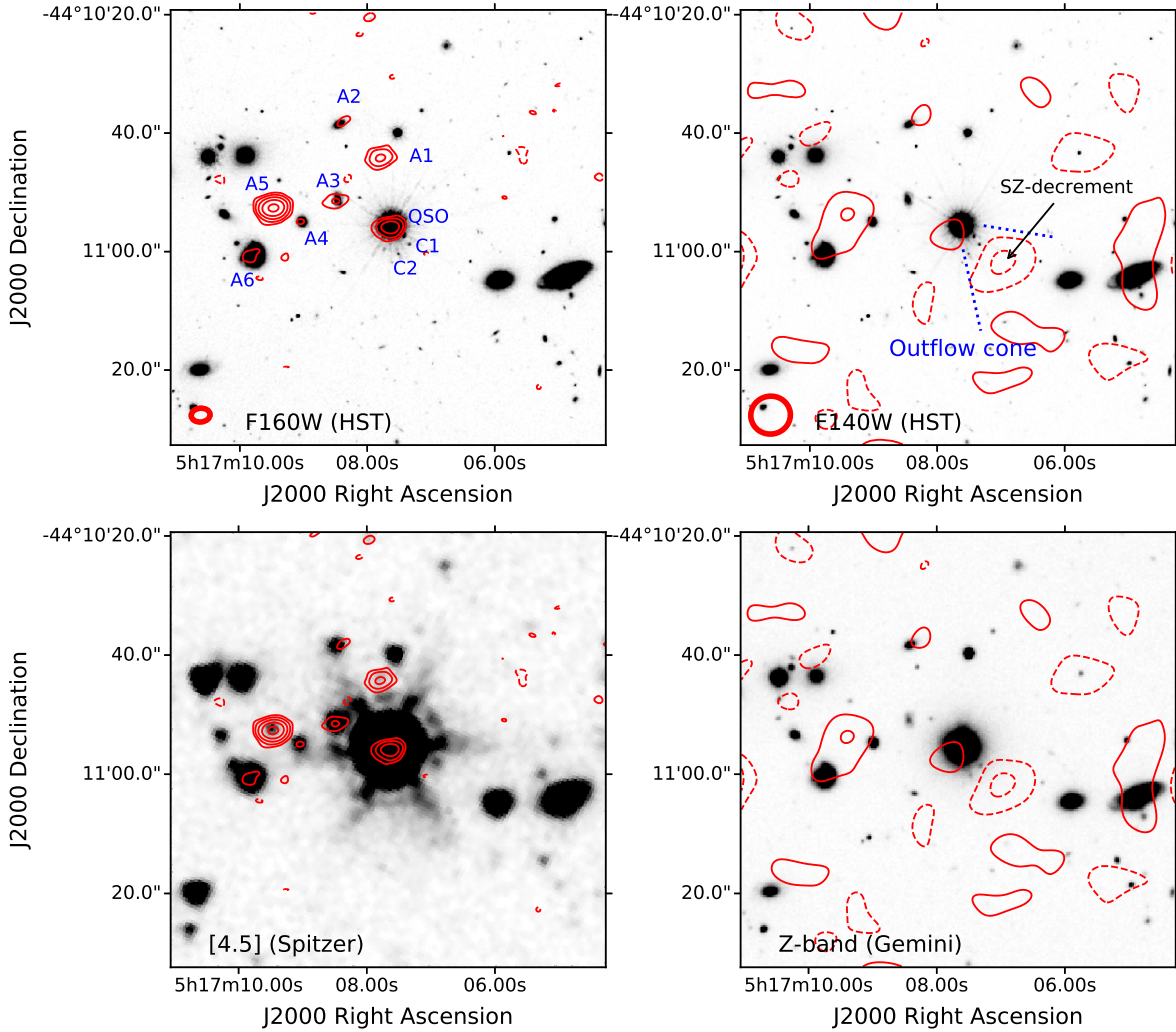 -44°10'20.0"
40.0"
11'00.0"
20.0"
J2000 Declination
A2
A1
A3
A5
QSO
A4
C1
C2
A6
F160W (HST)
5h17m10.00s
08.00s
06.00s
J2000 Right Ascension
-44°10'20.0"
40.0"
11'00.0"
20.0"
SZ-decrement
Outflow cone
F140W (HST)
5h17m10.00s
08.00s
06.00s
J2000 Right Ascension
-44°10'20.0"
40.0"
11'00.0"
20.0"
J2000 Declination
[4.5] (Spitzer)
5h17m10.00s
08.00s
06.00s
J2000 Right Ascension
-44°10'20.0"
40.0"
11'00.0"
20.0"
Z-band (Gemini)
5h17m10.00s
08.00s
06.00s
J2000 Right Ascension